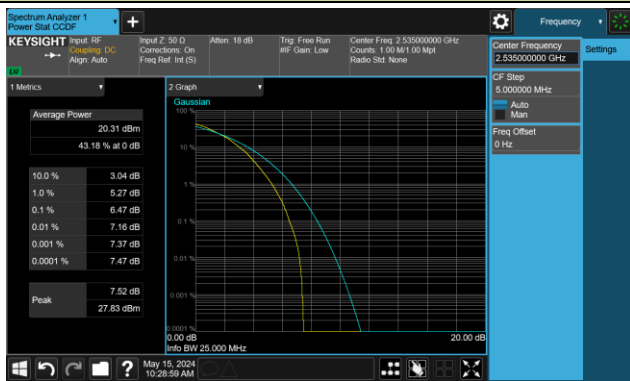 Spectrum Analyzer 1
Power Stat CCDF
Frequency
KEYSIGHT
Input: RF
Coupling: DC
Align: Auto
Input Z: 50 Ω
Corrections: On
Freq Ref: Int (S)
Atten: 18 dB
Trig: Free Run
#IF Gain: Low
Center Freq: 2.535000000 GHz
Counts: 1.00 M/1.00 Mpt
Radio Std: None
Center Frequency
2.535000000 GHz
Settings
CF Step
5.000000 MHz
Auto
Man
Freq Offset
0 Hz
1 Metrics
Average Power
20.31 dBm
43.18 % at 0 dB
10.0 % 3.04 dB
1.0 % 5.27 dB
0.1 % 6.47 dB
0.01 % 7.16 dB
0.001 % 7.37 dB
0.0001 % 7.47 dB
Peak
7.52 dB
27.83 dBm
2 Graph
Gaussian
100 %
10 %
1 %
0.1 %
0.01 %
0.001 %
0.0001 %
0.00 dB 20.00 dB
Info BW 25.000 MHz
May 15, 2024
10:28:59 AM